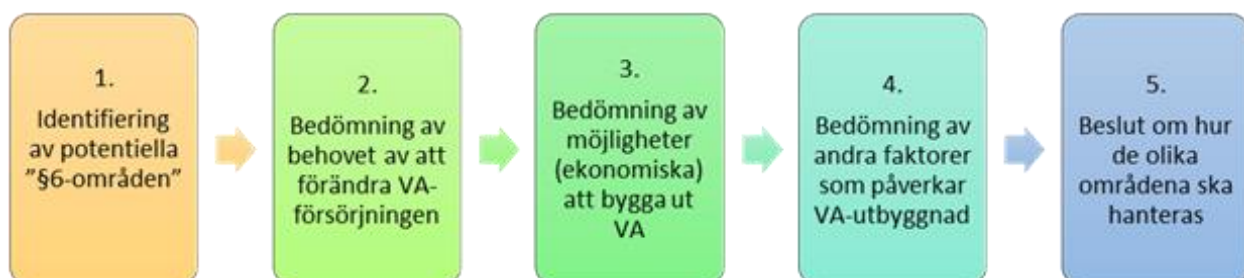 1.
Identifiering
av potentiella
"§6-områden"
2.
Bedömning av
behovet av att
förändra VA-
försörjningen
3.
Bedömning av
möjligheter
(ekonomiska)
att bygga ut
VA
4.
Bedömning av
andra faktorer
som påverkar
VA-utbyggnad
5.
Beslut om hur
de olika
områdena ska
hanteras